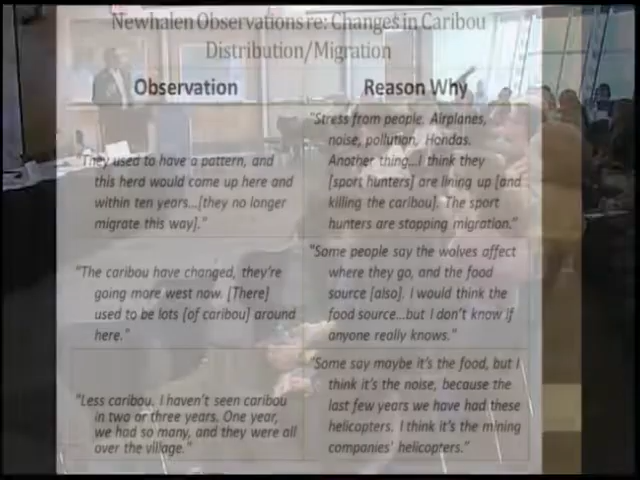 Newhalen Observations re: Changes in Caribou
Distribution/Migration
Observation
Reason Why
"They used to have a pattern, and
this herd would come up here and
within ten years...[they no longer
migrate this way]."
"Stress from people. Airplanes,
noise, pollution, Hondas.
Another thing...I think they
[sport hunters] are lining up [and
killing the caribou]. The sport
hunters are stopping migration."
"The caribou have changed, they're
going more west now. [There]
used to be lots [of caribou] around
here."
"Some people say the wolves affect
where they go, and the food
source [also]. I would think the
food source...but I don't know if
anyone really knows."
"Less caribou. I haven't seen caribou
in two or three years. One year,
we had so many, and they were all
over the village."
"Some say maybe it's the food, but I
think it's the noise, because the
last few years we have had these
helicopters. I think it's the mining
companies' helicopters."